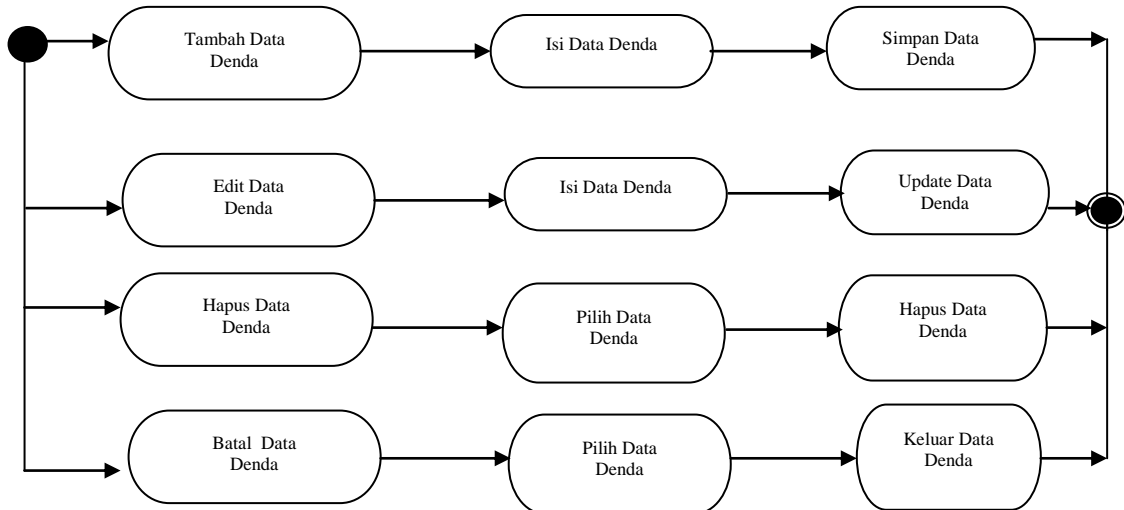 Tambah Data
Denda
Isi Data Denda
Simpan Data
Denda
Edit Data
Denda
Isi Data Denda
Update Data
Denda
Hapus Data
Denda
Pilih Data
Denda
Hapus Data
Denda
Batal Data
Denda
Pilih Data
Denda
Keluar Data
Denda